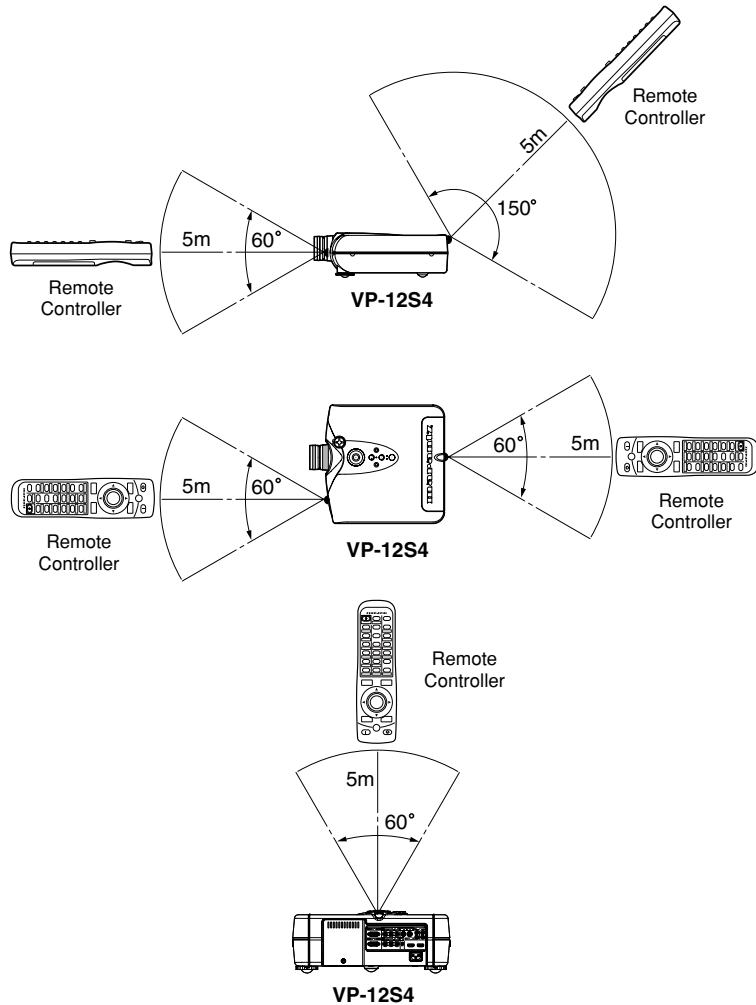 Remote
Controller
5m
150°
5m
60°
Remote
Controller
VP-12S4
60°
5m
5m
60°
Remote
Controller
Remote
Controller
VP-12S4
Remote
Controller
5m
60°
VP-12S4